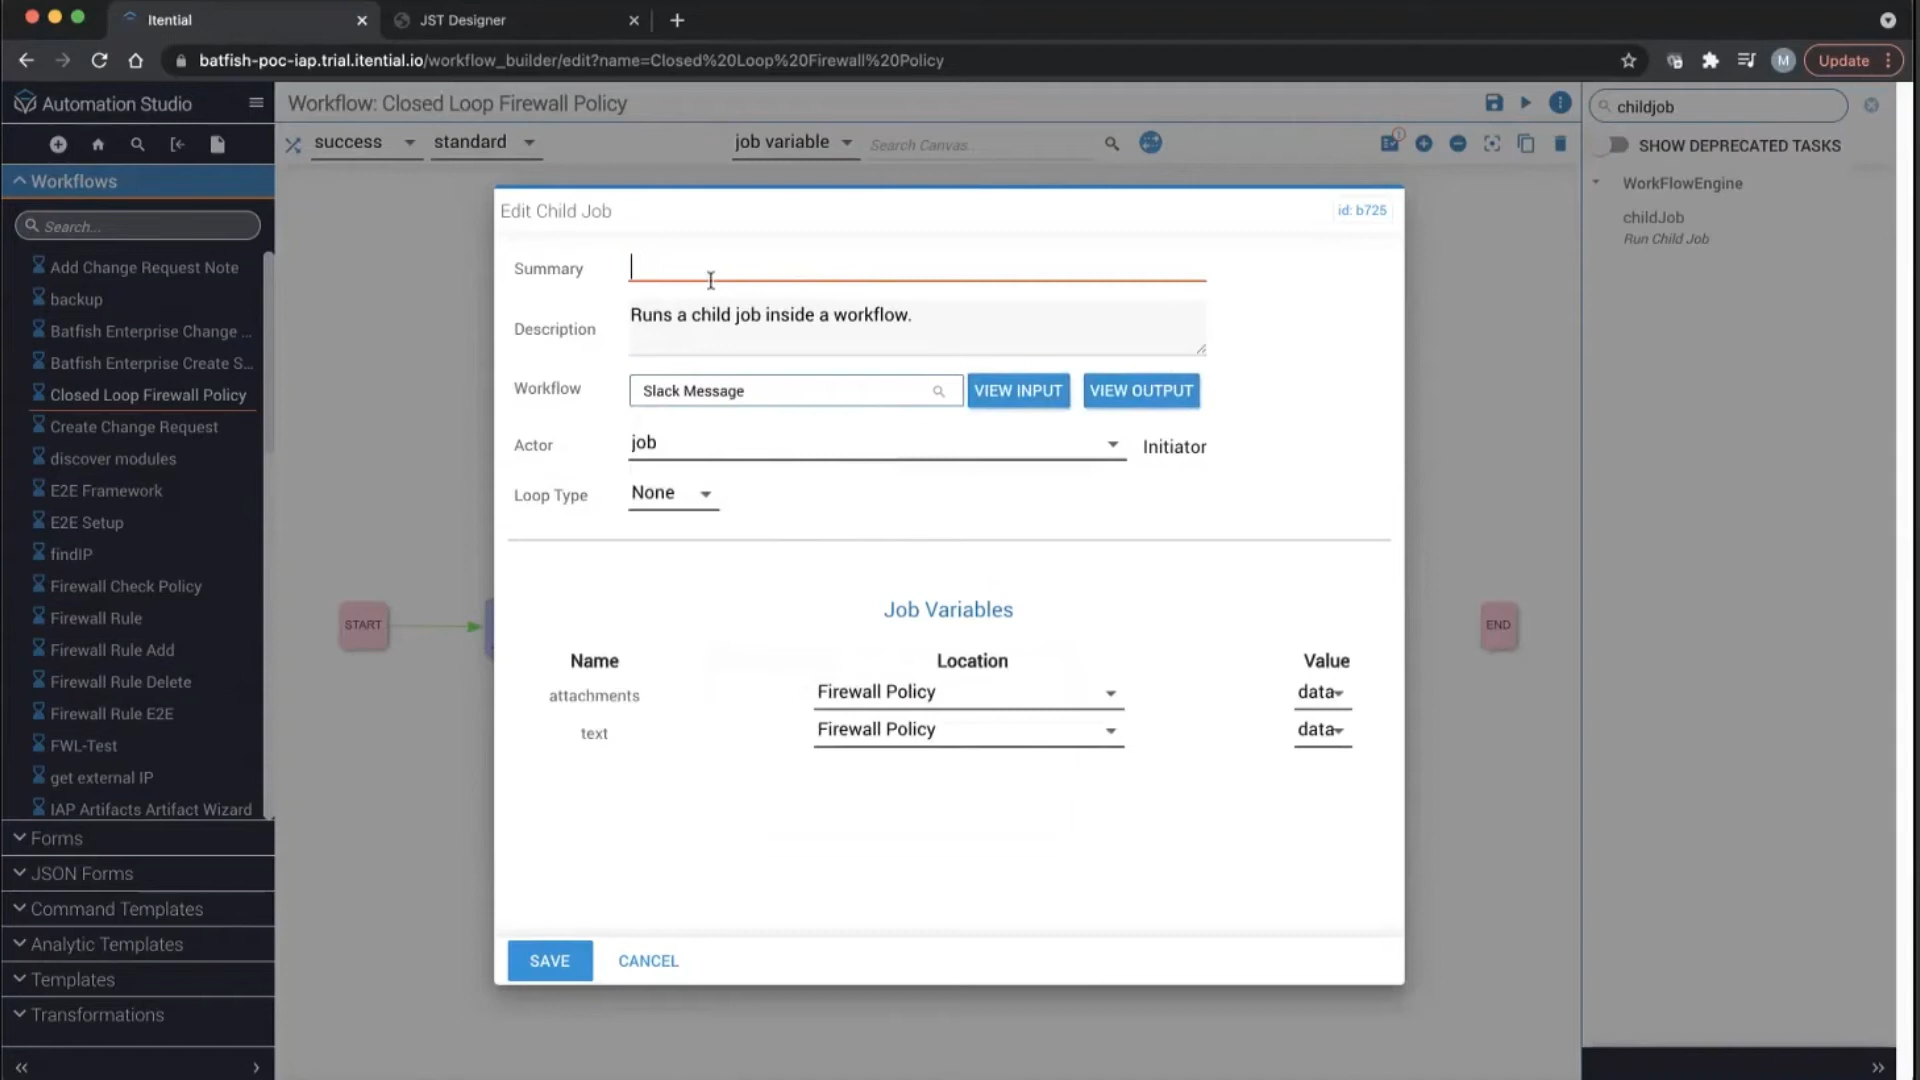 Itential
JST Designer
batfish-poc-iap.trial.itential.io/workflow_builder/edit?name=Closed%20Loop%20Firewall%20Policy
M
Update
Automation Studio
Workflow: Closed Loop Firewall Policy
childjob
success
standard
job variable
Search Canvas..
SHOW DEPRECATED TASKS
Workflows
Search...
Add Change Request Note
backup
Batfish Enterprise Change ...
Batfish Enterprise Create S...
Closed Loop Firewall Policy
Create Change Request
discover modules
E2E Framework
E2E Setup
findIP
Firewall Check Policy
Firewall Rule
Firewall Rule Add
Firewall Rule Delete
Firewall Rule E2E
FWL-Test
get external IP
IAP Artifacts Artifact Wizard
Forms
JSON Forms
Command Templates
Analytic Templates
Templates
Transformations
START
Edit Child Job
id: b725
Summary
Description
Runs a child job inside a workflow.
Workflow
Slack Message
VIEW INPUT
VIEW OUTPUT
Actor
job
Initiator
Loop Type
None
Job Variables
Name
Location
Value
attachments
Firewall Policy
data
text
Firewall Policy
data
SAVE
CANCEL
END
WorkFlowEngine
childJob
Run Child Job